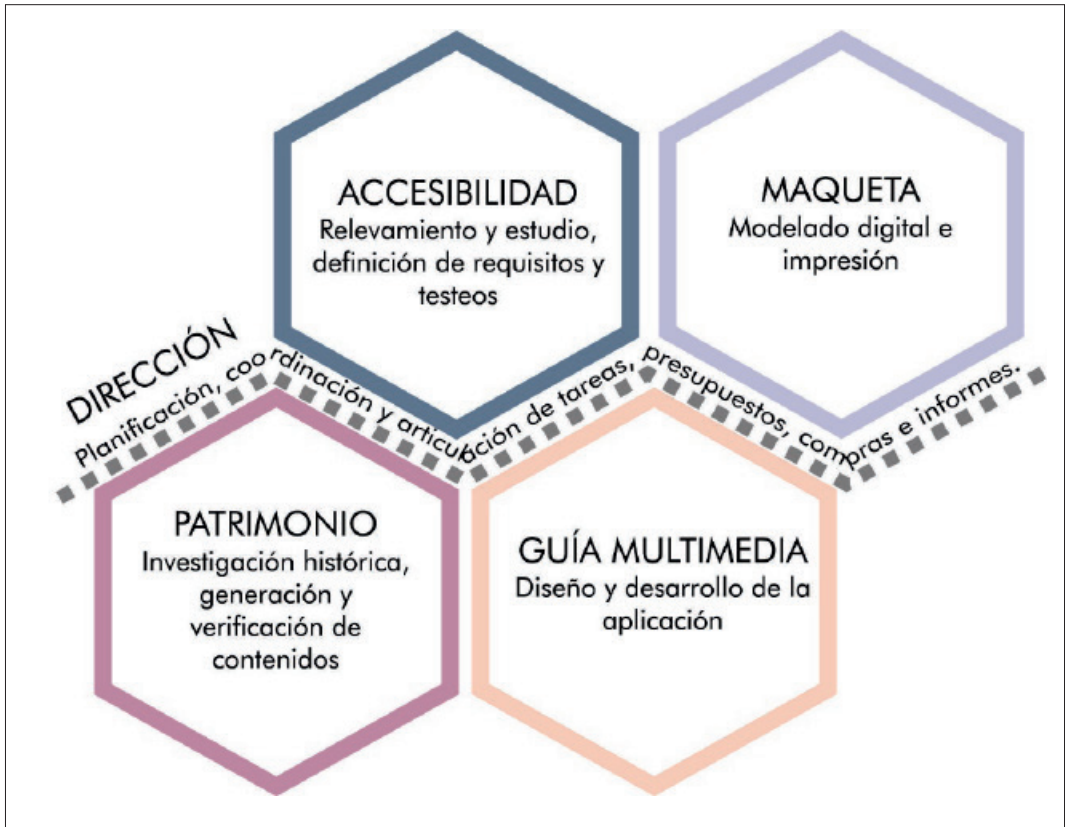 ACCESIBILIDAD
Relevamiento y estudio,
definición de requisitos y
testeos
MAQUETA
Modelado digital e
impresión
DIRECCIÓN
Planificación, coordinación y articulación de tareas, presupuestos, compras e informes.
PATRIMONIO
Investigación histórica,
generación y
verificación de
contenidos
GUÍA MULTIMEDIA
Diseño y desarrollo de la
aplicación